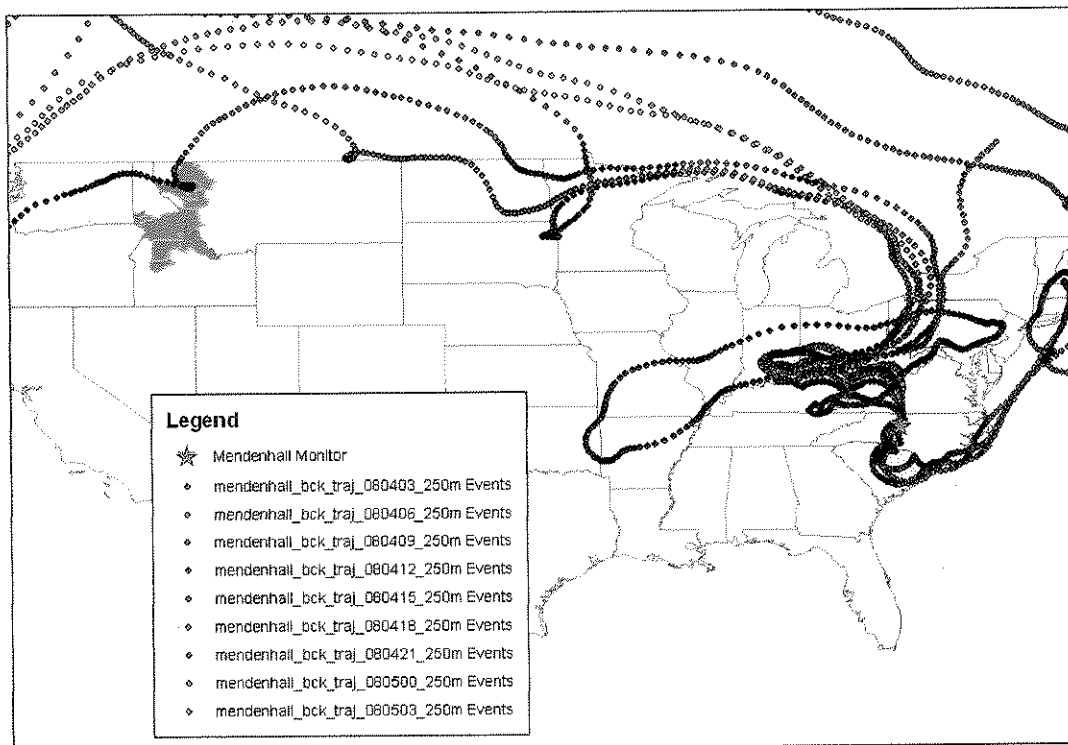 Legend
Mendenhall Monitor
mendenhall_bck_traj_080403_250m Events
mendenhall_bck_traj_080406_250m Events
mendenhall_bck_traj_080409_250m Events
mendenhall_bck_traj_080412_250m Events
mendenhall_bck_traj_080415_250m Events
mendenhall_bck_traj_080418_250m Events
mendenhall_bck_traj_080421_250m Events
mendenhall_bck_traj_080500_250m Events
mendenhall_bck_traj_080503_250m Events